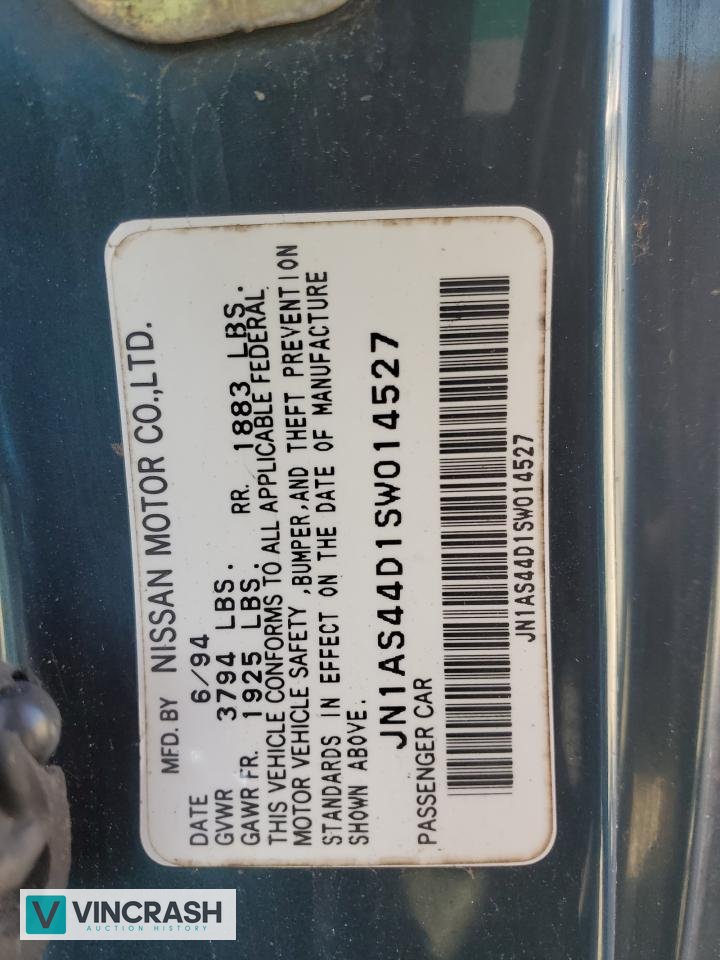 MFD. BY NISSAN MOTOR CO.,LTD.
DATE 6/94
GVWR 3794 LBS.
GAWR FR. 1925 LBS. RR. 1883 LBS.
THIS VEHICLE CONFORMS TO ALL APPLICABLE FEDERAL
MOTOR VEHICLE SAFETY ,BUMPER,AND THEFT PREVENTION
STANDARDS IN EFFECT ON THE DATE OF MANUFACTURE
SHOWN ABOVE.
JN1AS44D1SW014527
PASSENGER CAR
JN1AS44D1SW014527
V VINCRASH
AUCTION HISTORY